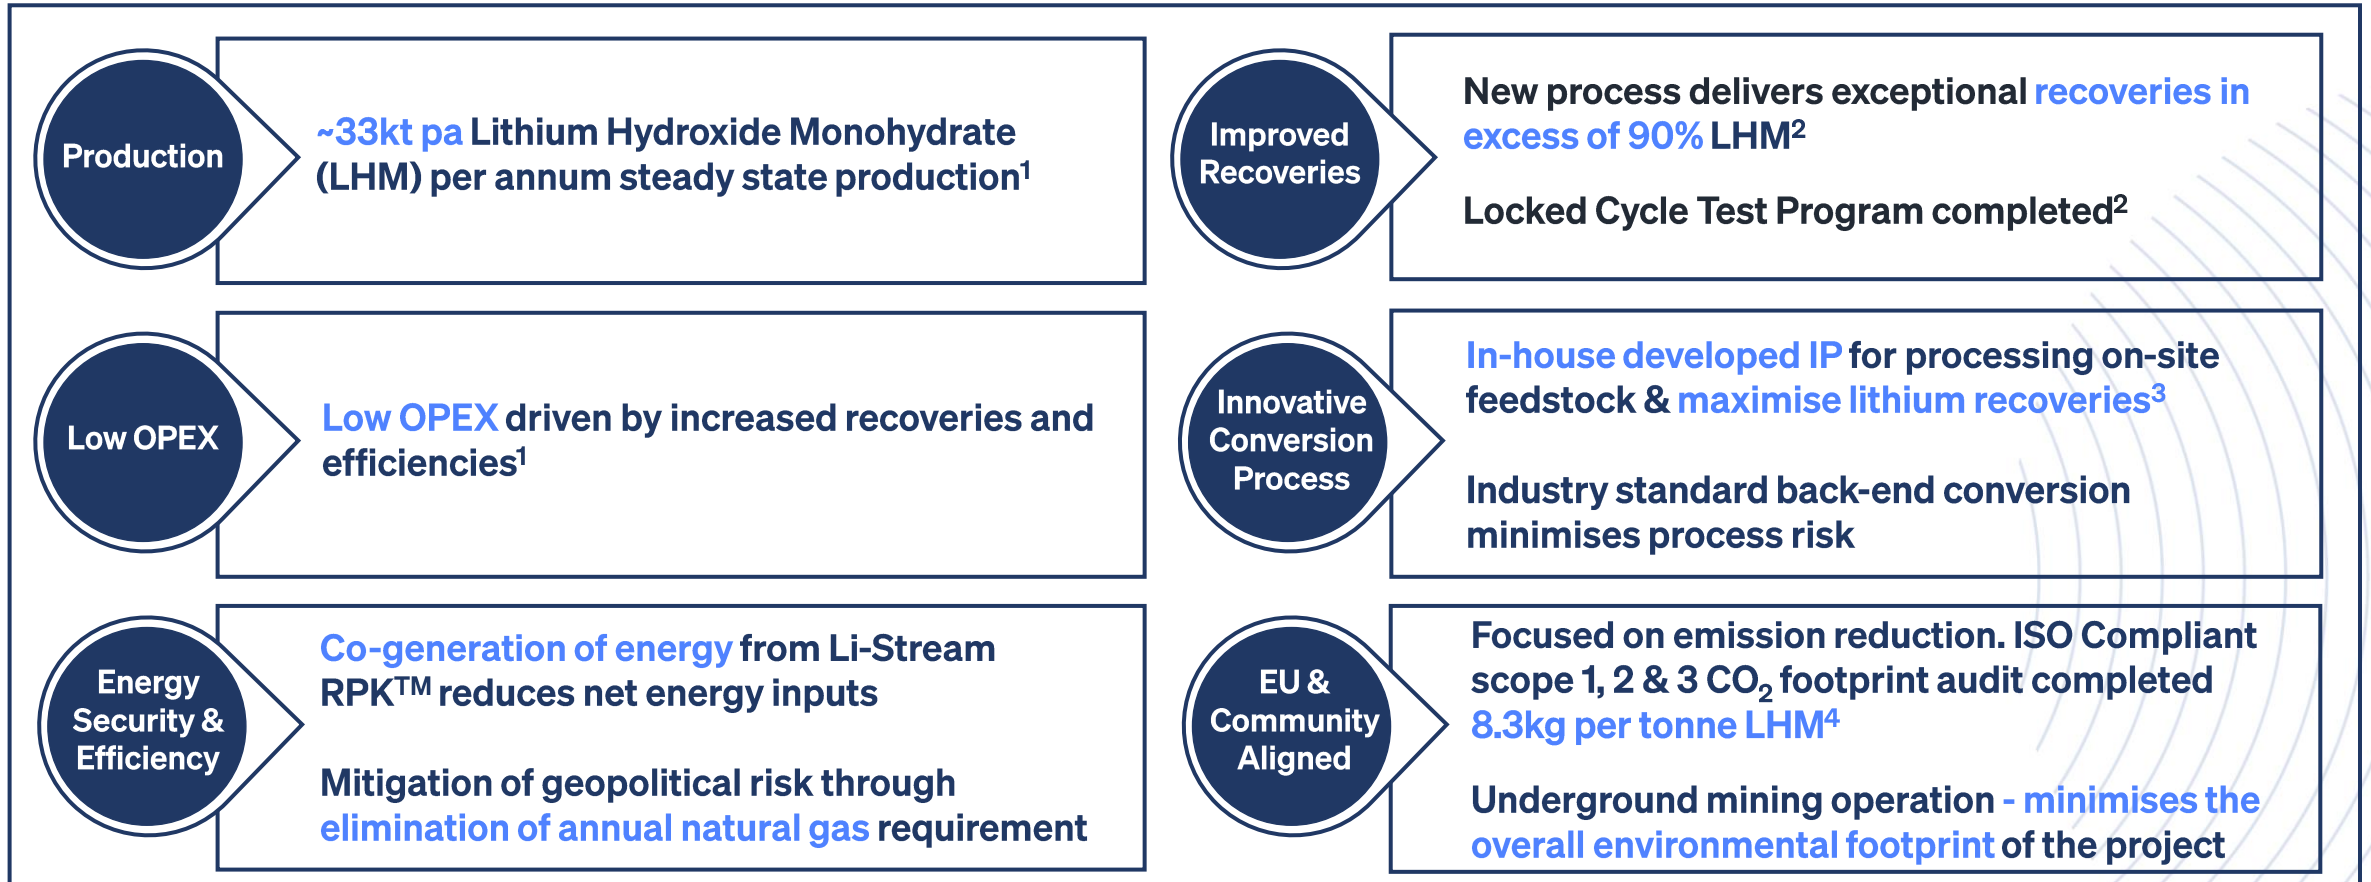 Production
~33kt pa Lithium Hydroxide Monohydrate
(LHM) per annum steady state production¹
Improved
Recoveries
New process delivers exceptional recoveries in
excess of 90% LHM²
Locked Cycle Test Program completed²
Low OPEX
Low OPEX driven by increased recoveries and
efficiencies¹
Innovative
Conversion
Process
In-house developed IP for processing on-site
feedstock & maximise lithium recoveries³
Industry standard back-end conversion
minimises process risk
Energy
Security &
Efficiency
Co-generation of energy from Li-Stream
RPK™ reduces net energy inputs
Mitigation of geopolitical risk through
elimination of annual natural gas requirement
EU &
Community
Aligned
Focused on emission reduction. ISO Compliant
scope 1, 2 & 3 CO₂ footprint audit completed
8.3kg per tonne LHM⁴
Underground mining operation - minimises the
overall environmental footprint of the project